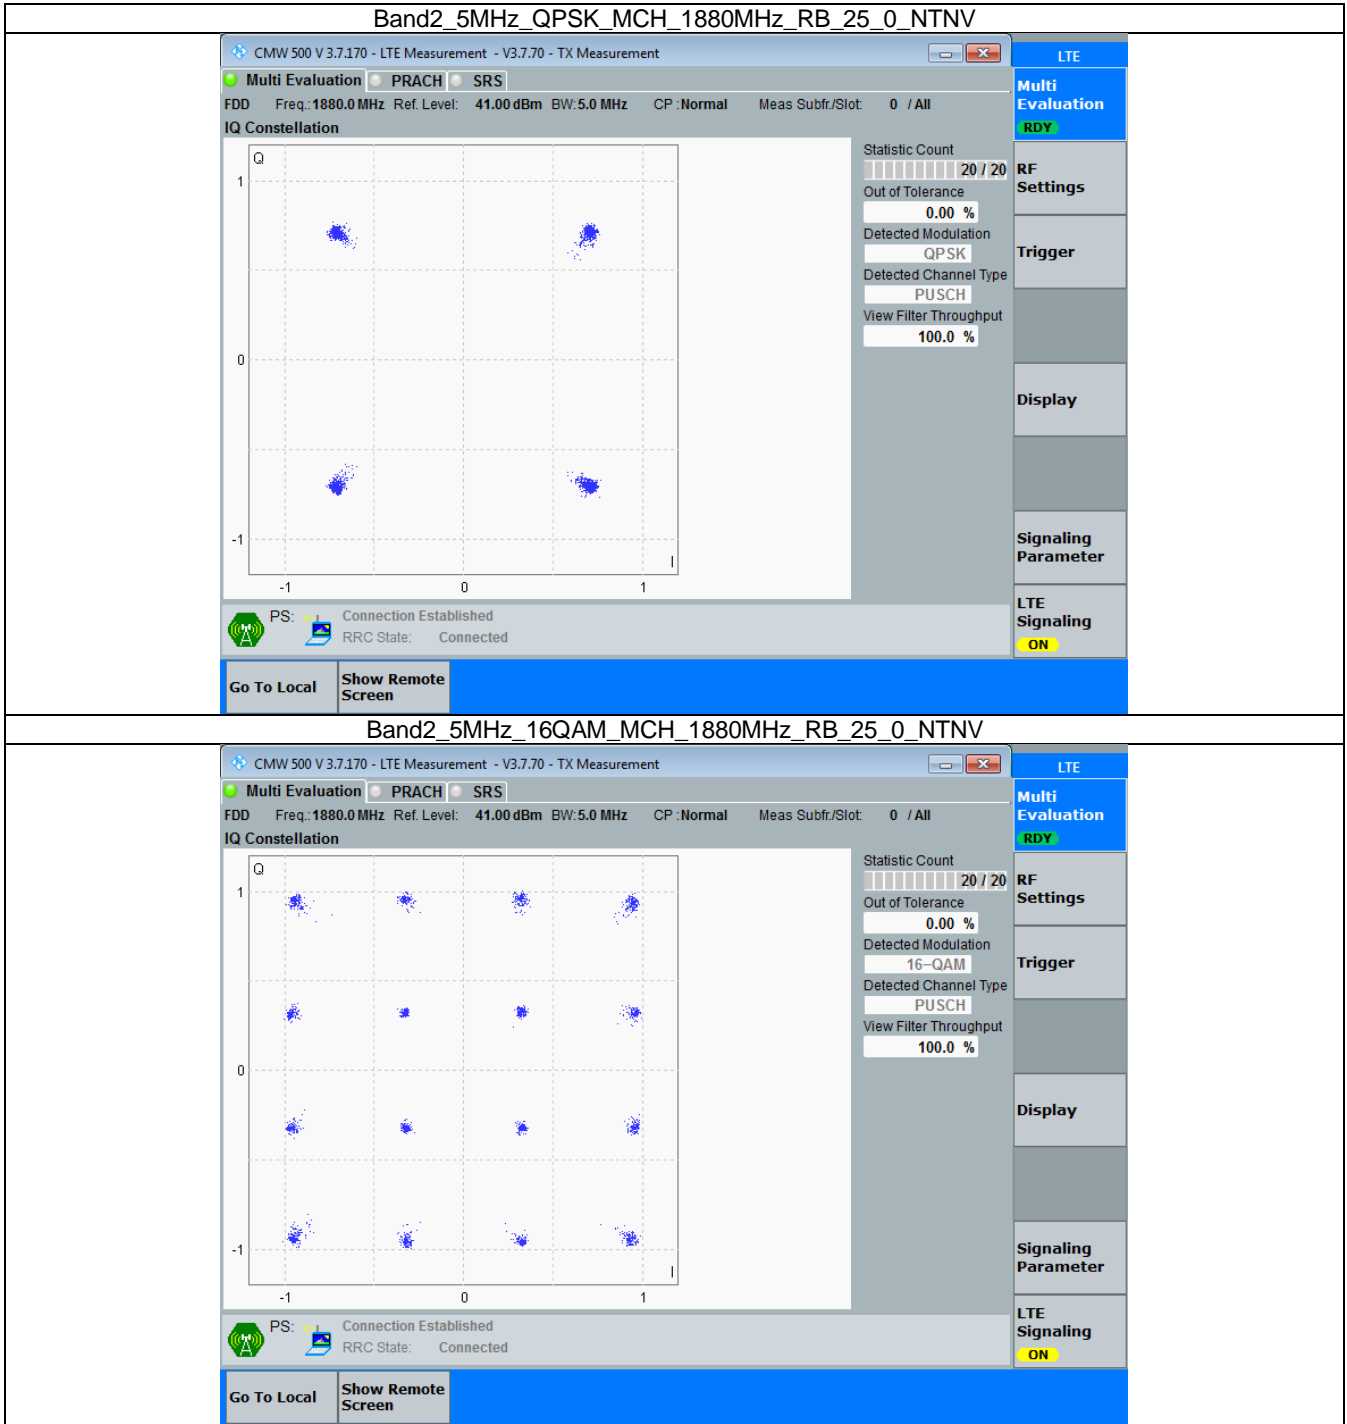 Band2_5MHz_QPSK_MCH_1880MHz_RB_25_0_NTNV
CMW 500 V 3.7.170 - LTE Measurement - V3.7.70 - TX Measurement
LTE
Multi Evaluation PRACH SRS
Multi
Evaluation
RDY
FDD Freq.: 1880.0 MHz Ref. Level: 41.00 dBm BW: 5.0 MHz CP : Normal Meas Subfr./Slot: 0 / All
IQ Constellation
Q
1
0
-1
I
-1 0 1
Statistic Count
20 / 20
Out of Tolerance
0.00 %
Detected Modulation
QPSK
Detected Channel Type
PUSCH
View Filter Throughput
100.0 %
RF
Settings
Trigger
Display
Signaling
Parameter
LTE
Signaling
ON
PS: Connection Established
RRC State: Connected
Go To Local
Show Remote
Screen
Band2_5MHz_16QAM_MCH_1880MHz_RB_25_0_NTNV
CMW 500 V 3.7.170 - LTE Measurement - V3.7.70 - TX Measurement
LTE
Multi Evaluation PRACH SRS
Multi
Evaluation
RDY
FDD Freq.: 1880.0 MHz Ref. Level: 41.00 dBm BW: 5.0 MHz CP : Normal Meas Subfr./Slot: 0 / All
IQ Constellation
Q
1
0
-1
I
-1 0 1
Statistic Count
20 / 20
Out of Tolerance
0.00 %
Detected Modulation
16-QAM
Detected Channel Type
PUSCH
View Filter Throughput
100.0 %
RF
Settings
Trigger
Display
Signaling
Parameter
LTE
Signaling
ON
PS: Connection Established
RRC State: Connected
Go To Local
Show Remote
Screen